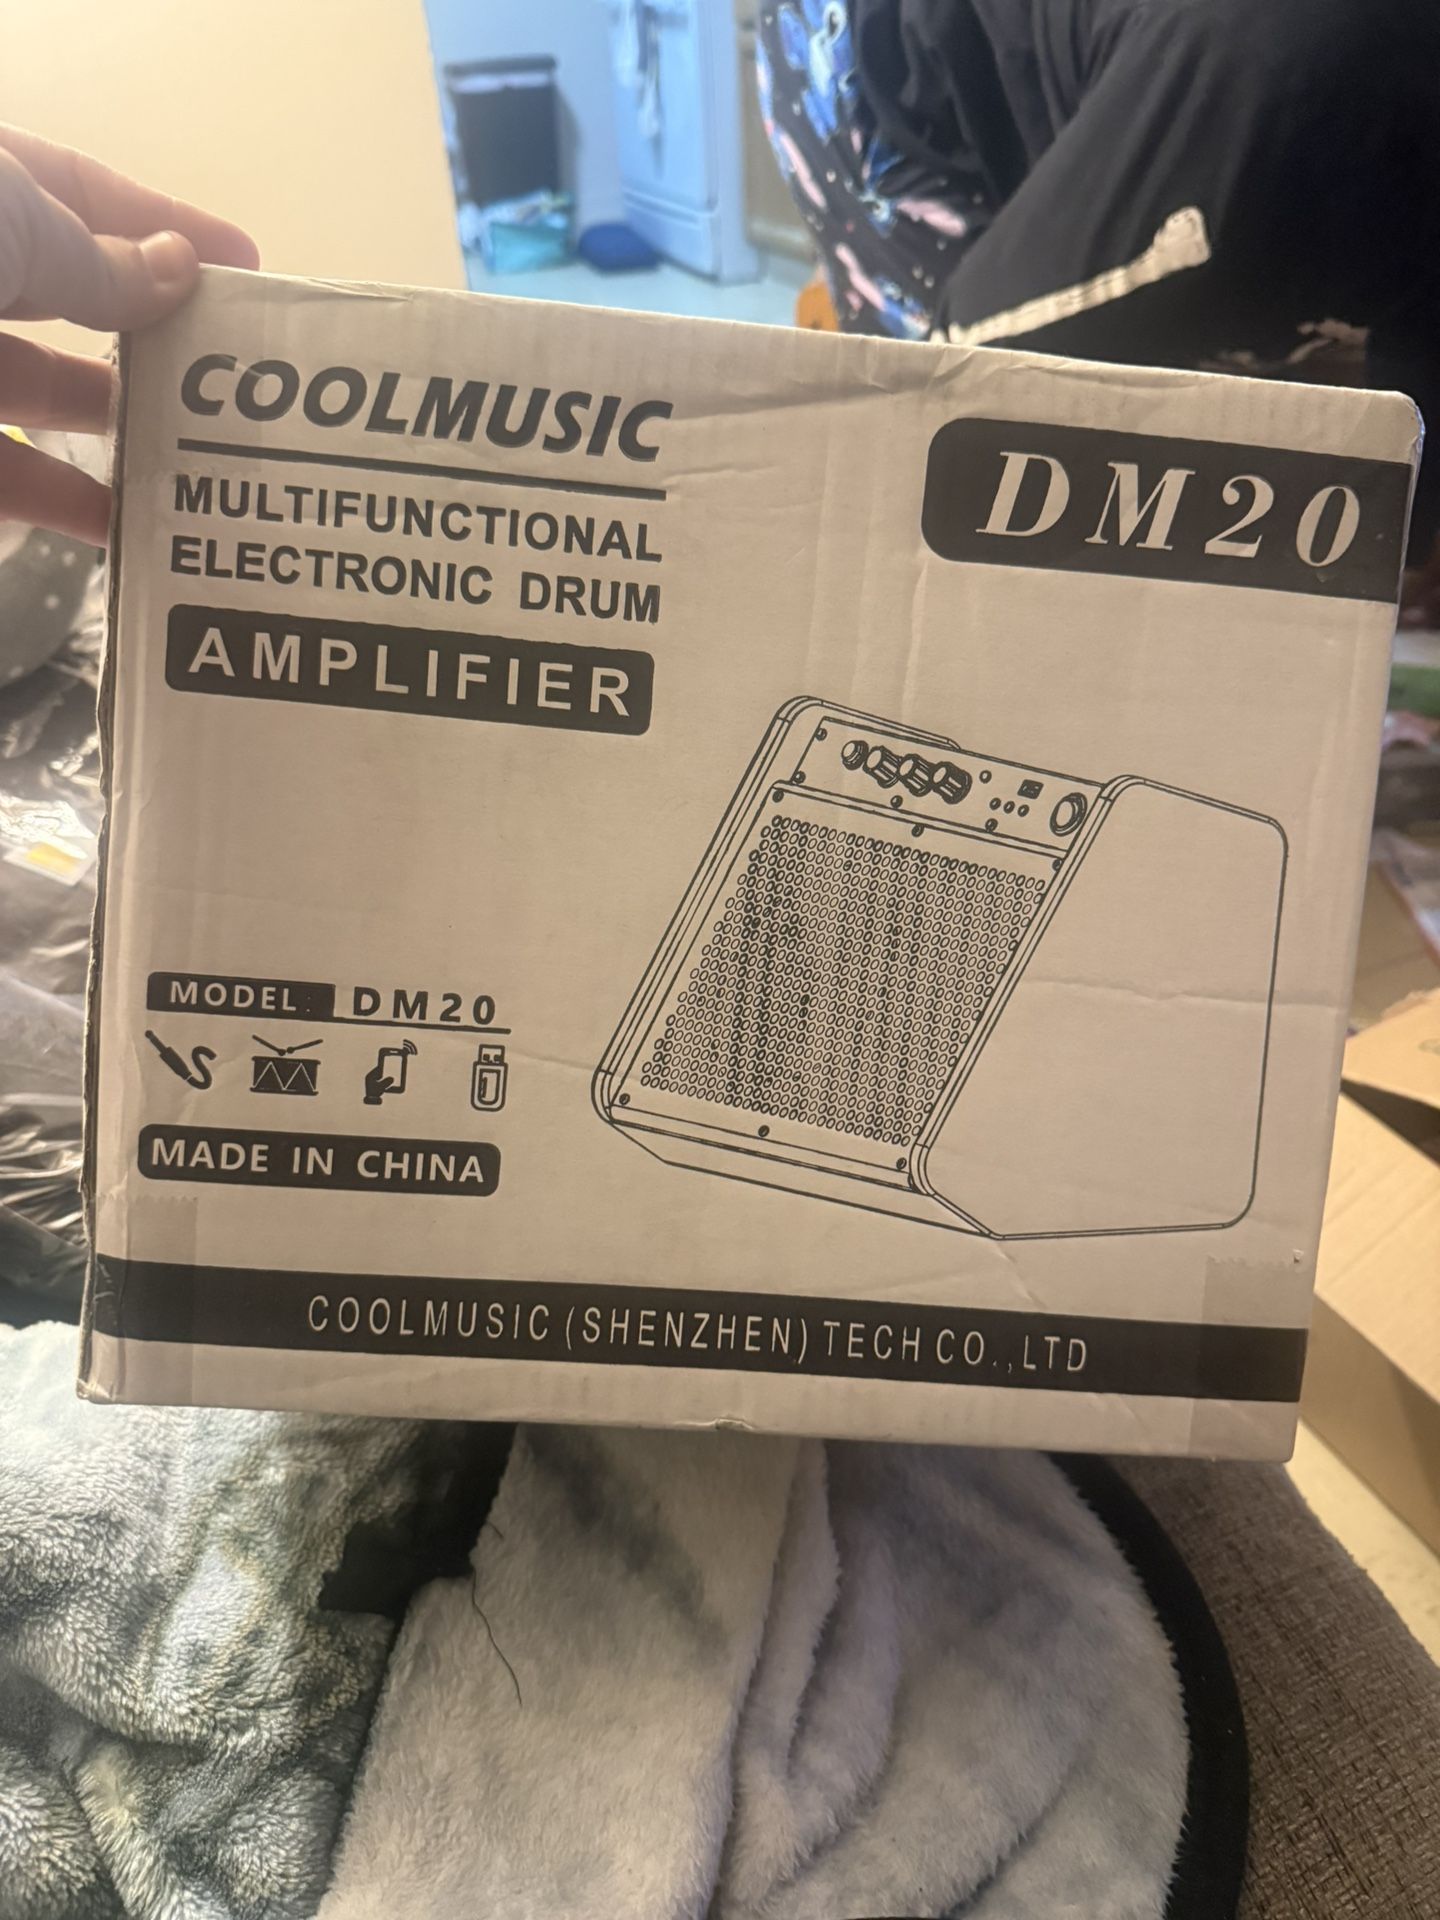 COOLMUSIC
MULTIFUNCTIONAL
ELECTRONIC DRUM
AMPLIFIER
DM20
MODEL: DM20
MADE IN CHINA
COOLMUSIC (SHENZHEN) TECH CO.,LTD